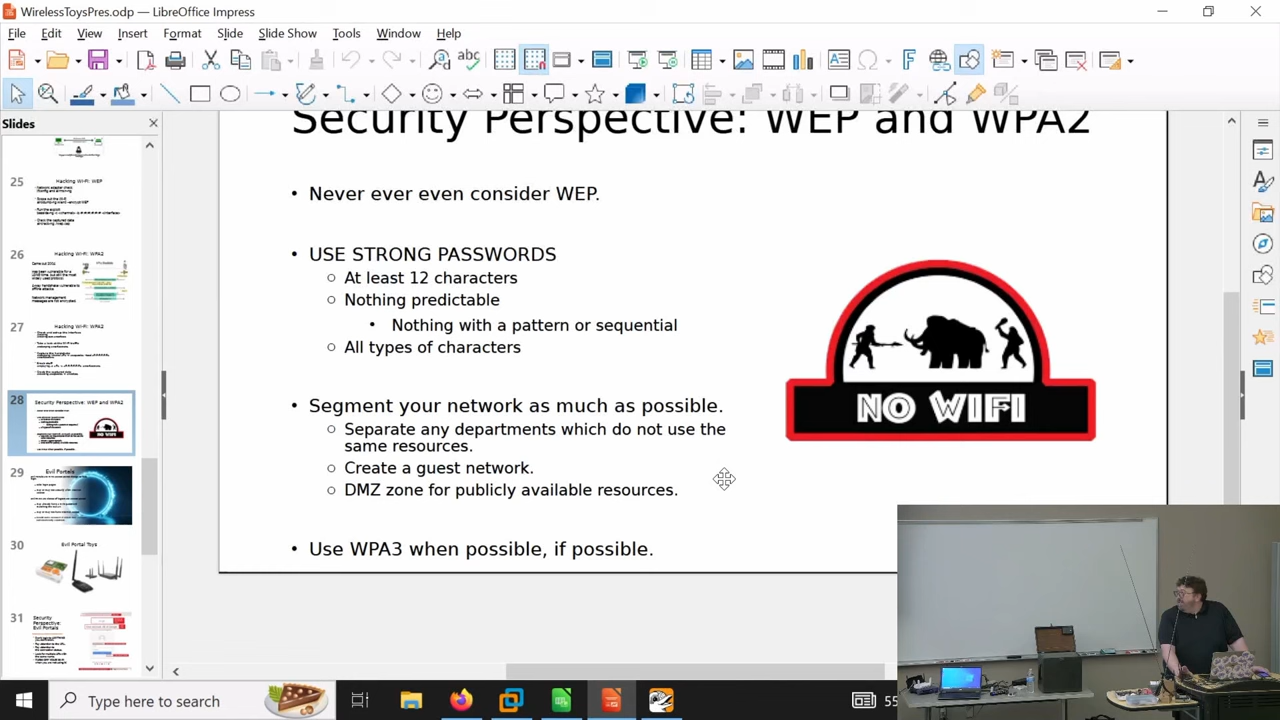 WirelessToysPres.odp — LibreOffice Impress
File Edit View Insert Format Slide Slide Show Tools Window Help
Slides
25
Hacking Wi-Fi: WEP
26
Hacking Wi-Fi: WPA2
27
Hacking Wi-Fi: WPA2
28
Security Perspective: WEP and WPA2
29
Evil Portals
30
Evil Portal Toys
31
Security
Perspective:
Evil Portals
Security Perspective: WEP and WPA2
• Never ever even consider WEP.
• USE STRONG PASSWORDS
○ At least 12 characters
○ Nothing predictable
• Nothing with a pattern or sequential
○ All types of characters
• Segment your network as much as possible.
○ Separate any departments which do not use the
same resources.
○ Create a guest network.
○ DMZ zone for publicly available resources.
• Use WPA3 when possible, if possible.
NO WIFI
Type here to search
55